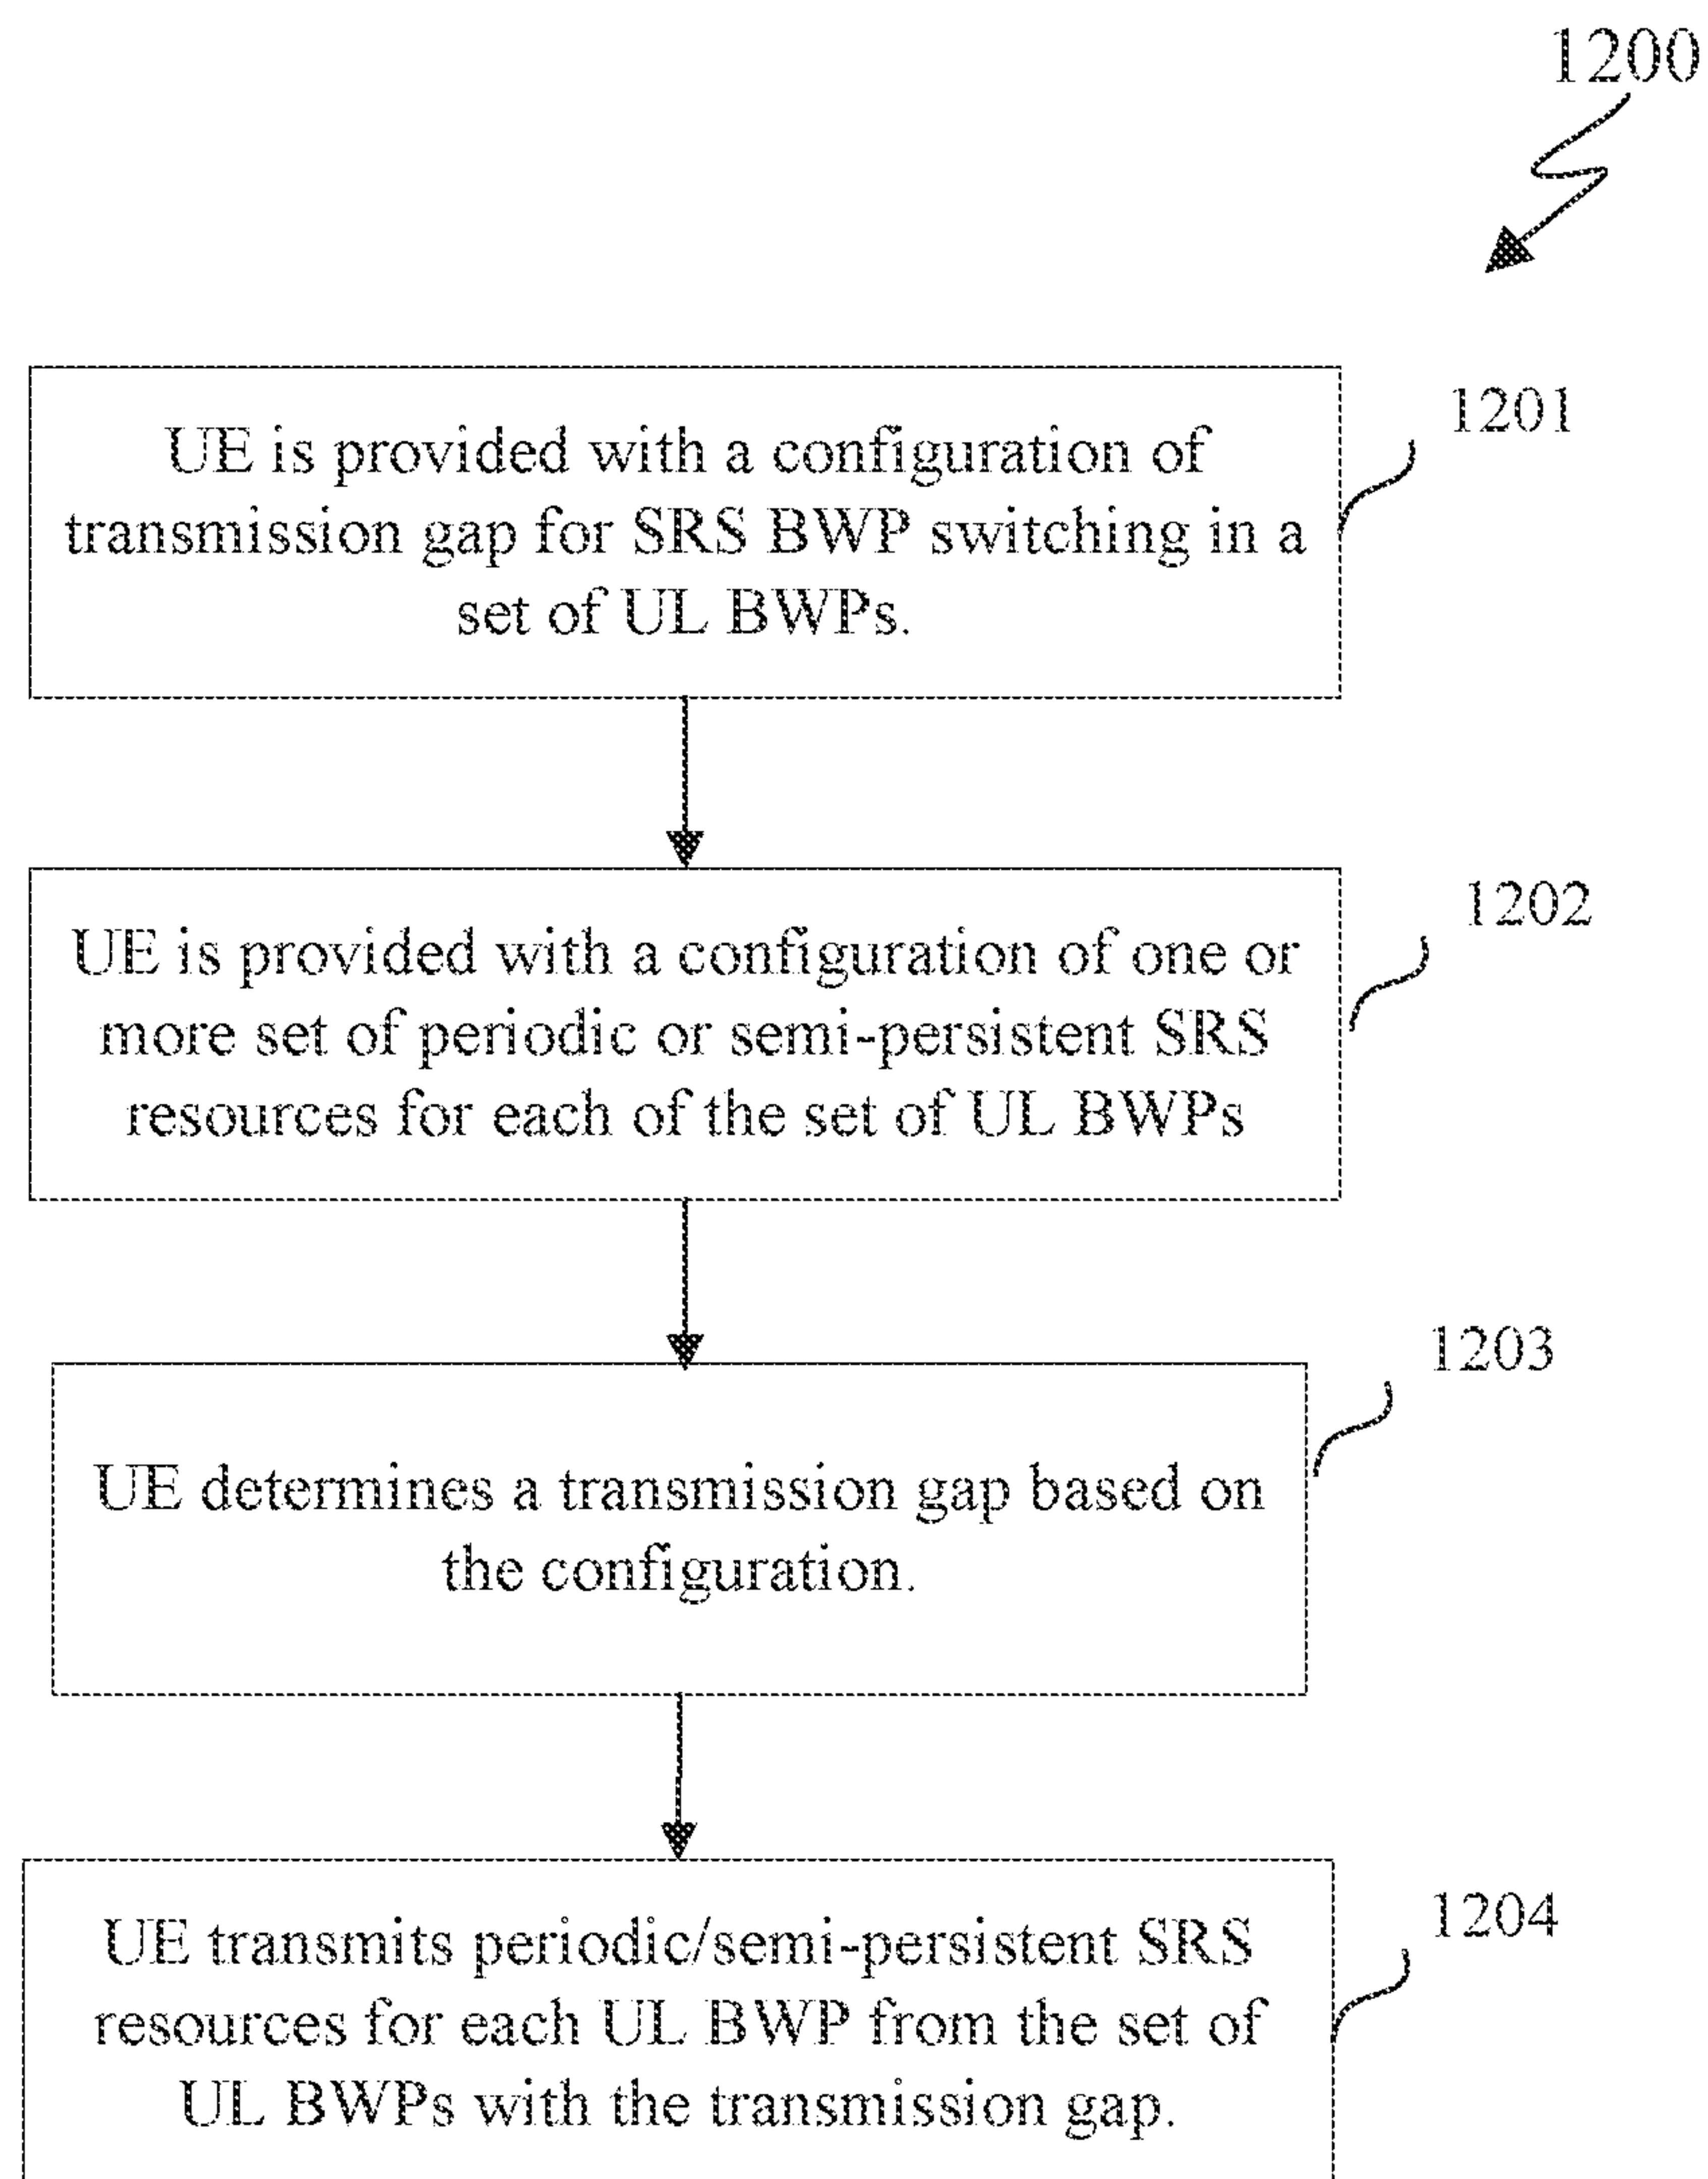 1200
1201
UE is provided with a configuration of
transmission gap for SRS BWP switching in a
set of UL BWPs.
1202
UE is provided with a configuration of one or
more set of periodic or semi-persistent SRS
resources for each of the set of UL BWPs
1203
UE determines a transmission gap based on
the configuration.
1204
UE transmits periodic/semi-persistent SRS
resources for each UL BWP from the set of
UL BWPs with the transmission gap.